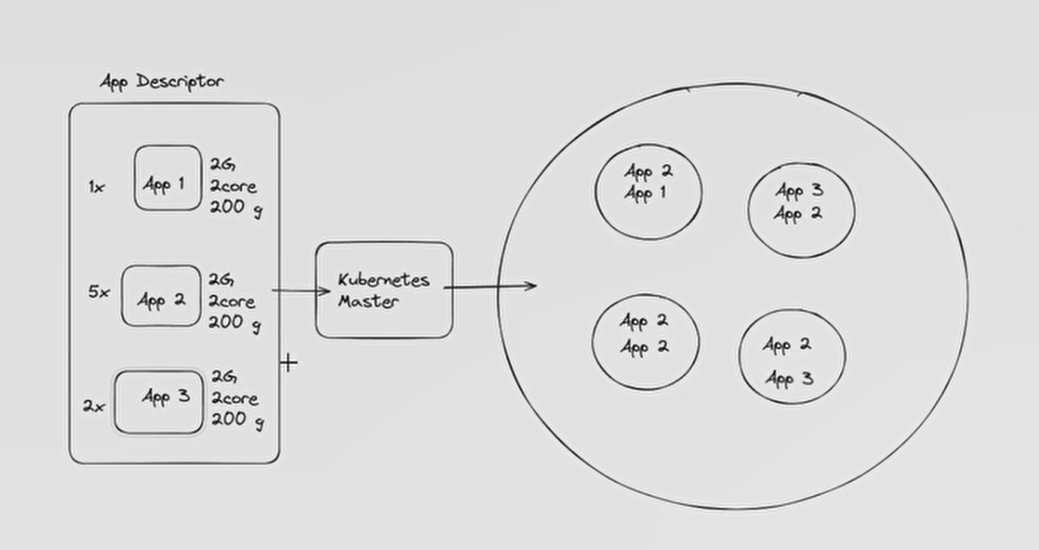 App Descriptor
1x
App 1
2G,
2core
200 g
5x
App 2
2G,
2core
200 g
2x
App 3
2G,
2core
200 g
Kubernetes
Master
App 2
App 1
App 3
App 2
App 2
App 2
App 2
App 3